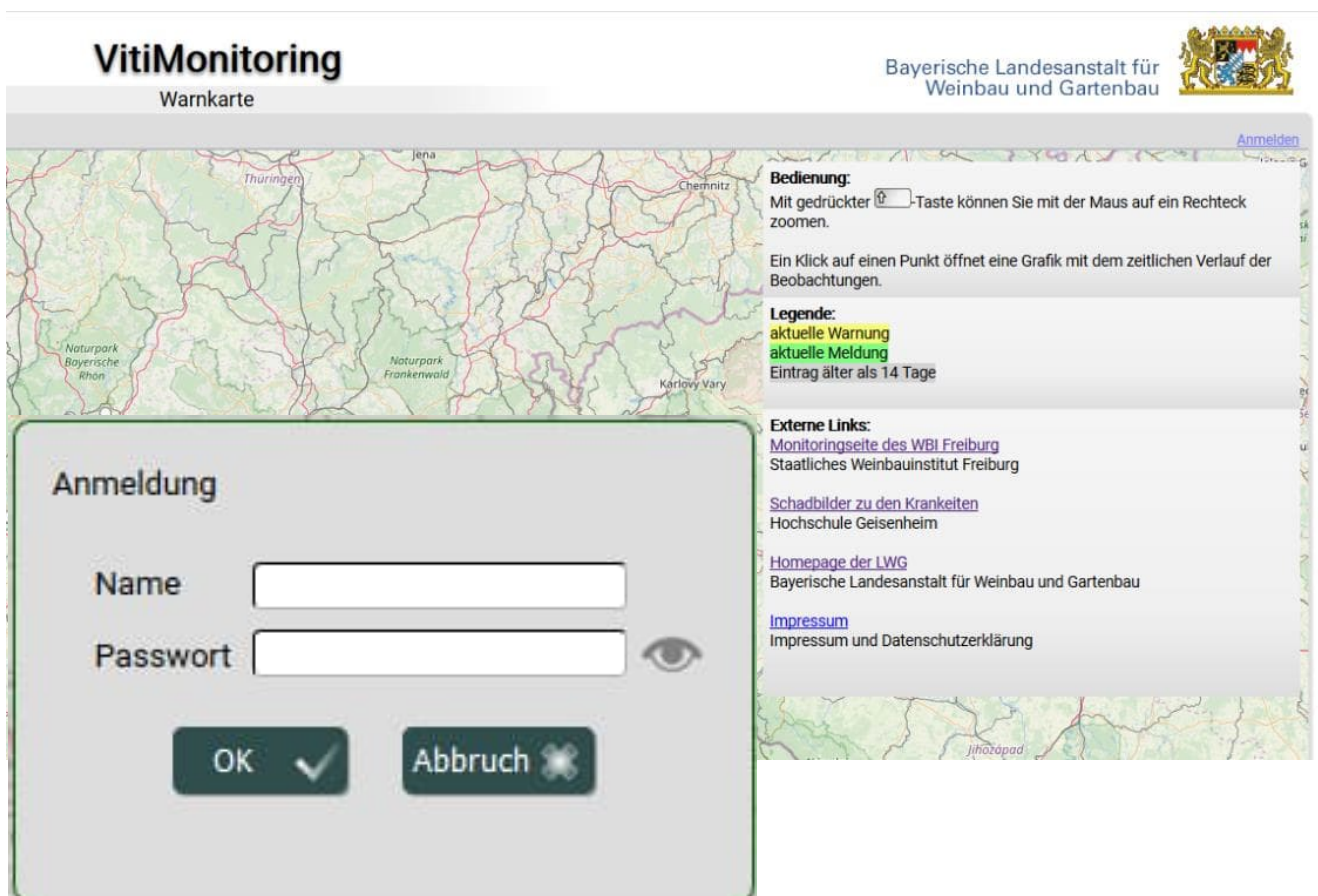 VitiMonitoring
Warnkarte
Bayerische Landesanstalt für
Weinbau und Gartenbau
Anmelden
Jena
Thüringen
Chemnitz
Naturpark
Bayerische
Rhön
Naturpark
Frankenwald
Karlovy Vary
Bedienung:
Mit gedrückter ⇧-Taste können Sie mit der Maus auf ein Rechteck
zoomen.
Ein Klick auf einen Punkt öffnet eine Grafik mit dem zeitlichen Verlauf der
Beobachtungen.
Legende:
aktuelle Warnung
aktuelle Meldung
Eintrag älter als 14 Tage
Externe Links:
Monitoringseite des WBI Freiburg
Staatliches Weinbauinstitut Freiburg
Schadbilder zu den Krankeiten
Hochschule Geisenheim
Homepage der LWG
Bayerische Landesanstalt für Weinbau und Gartenbau
Impressum
Impressum und Datenschutzerklärung
Jihozápad
Anmeldung
Name
Passwort
OK
Abbruch